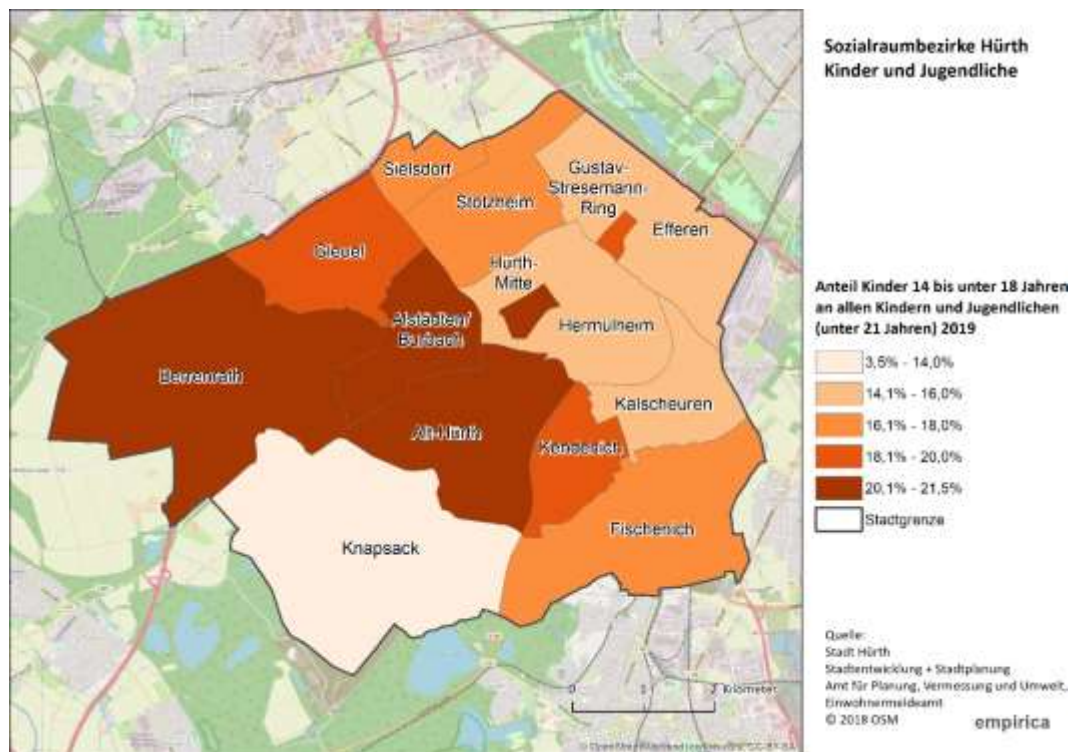 Sozialraumbezirke Hürth
Kinder und Jugendliche
Sielsdorf
Gustav-
Stresemann-
Ring
Stotzheim
Efferen
Gleuel
Hürth-
Mitte
Alstädten/
Burbach
Hermülheim
Berrenrath
Kalscheuren
Alt-Hürth
Kendenich
Fischenich
Knapsack
Anteil Kinder 14 bis unter 18 Jahren
an allen Kindern und Jugendlichen
(unter 21 Jahren) 2019
3,5% - 14,0%
14,1% - 16,0%
16,1% - 18,0%
18,1% - 20,0%
20,1% - 21,5%
Stadtgrenze
Quelle:
Stadt Hürth
Stadtentwicklung + Stadtplanung
Amt für Planung, Vermessung und Umwelt,
Einwohnermeldeamt
© 2018 OSM
empirica
0 1 2 Kilometer